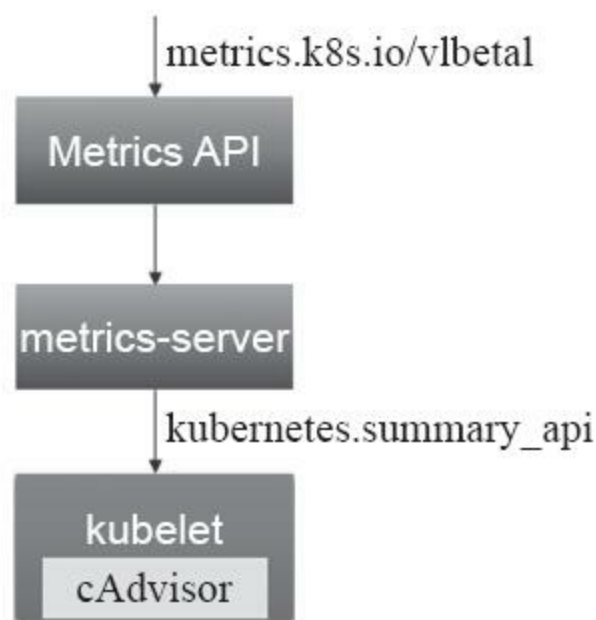 metrics.k8s.io/vlbetal
Metrics API
metrics-server
kubernetes.summary_api
kubelet
cAdvisor